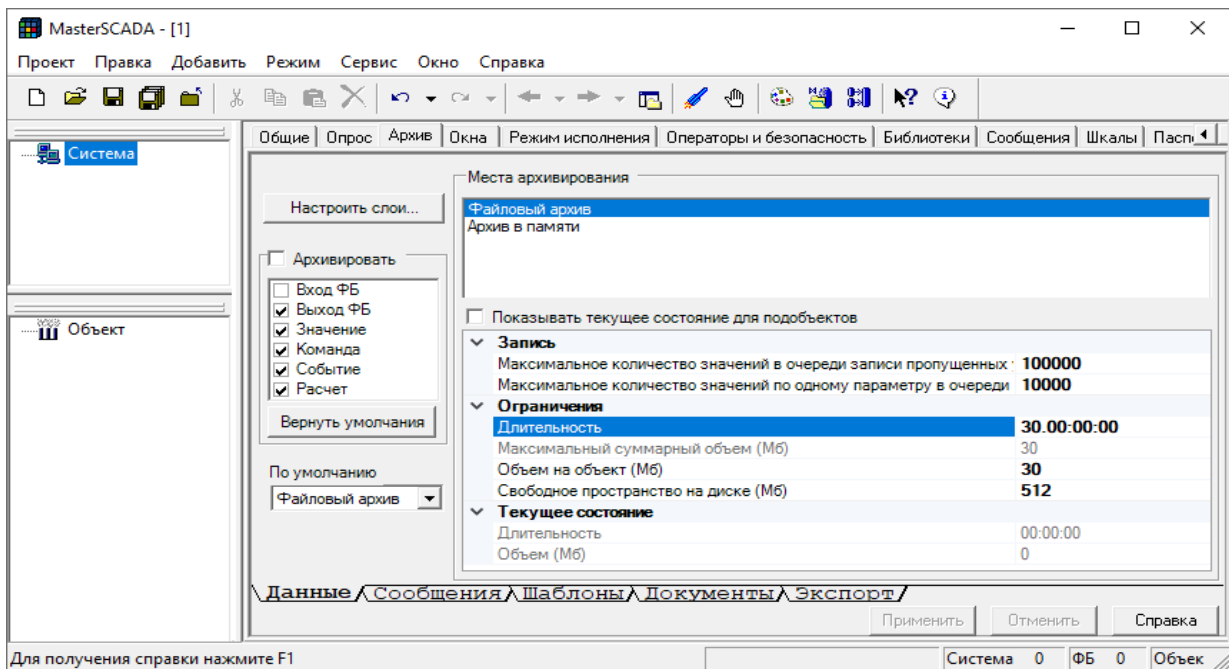 MasterSCADA - [1]
Проект Правка Добавить Режим Сервис Окно Справка
Общие Опрос Архив Окна Режим исполнения Операторы и безопасность Библиотеки Сообщения Шкалы Паспо
Система
Объект
Настроить слои...
Архивировать
Вход ФБ
Выход ФБ
Значение
Команда
Событие
Расчет
Вернуть умолчания
По умолчанию
Файловый архив
Места архивирования
Файловый архив
Архив в памяти
Показывать текущее состояние для подобъектов
Запись
Максимальное количество значений в очереди записи пропущенных 100000
Максимальное количество значений по одному параметру в очереди 10000
Ограничения
Длительность 30.00:00:00
Максимальный суммарный объем (Мб) 30
Объем на объект (Мб) 30
Свободное пространство на диске (Мб) 512
Текущее состояние
Длительность 00:00:00
Объем (Мб) 0
Данные Сообщения Шаблоны Документы Экспорт
Применить Отменить Справка
Для получения справки нажмите F1
Система 0 ФБ 0 Объек